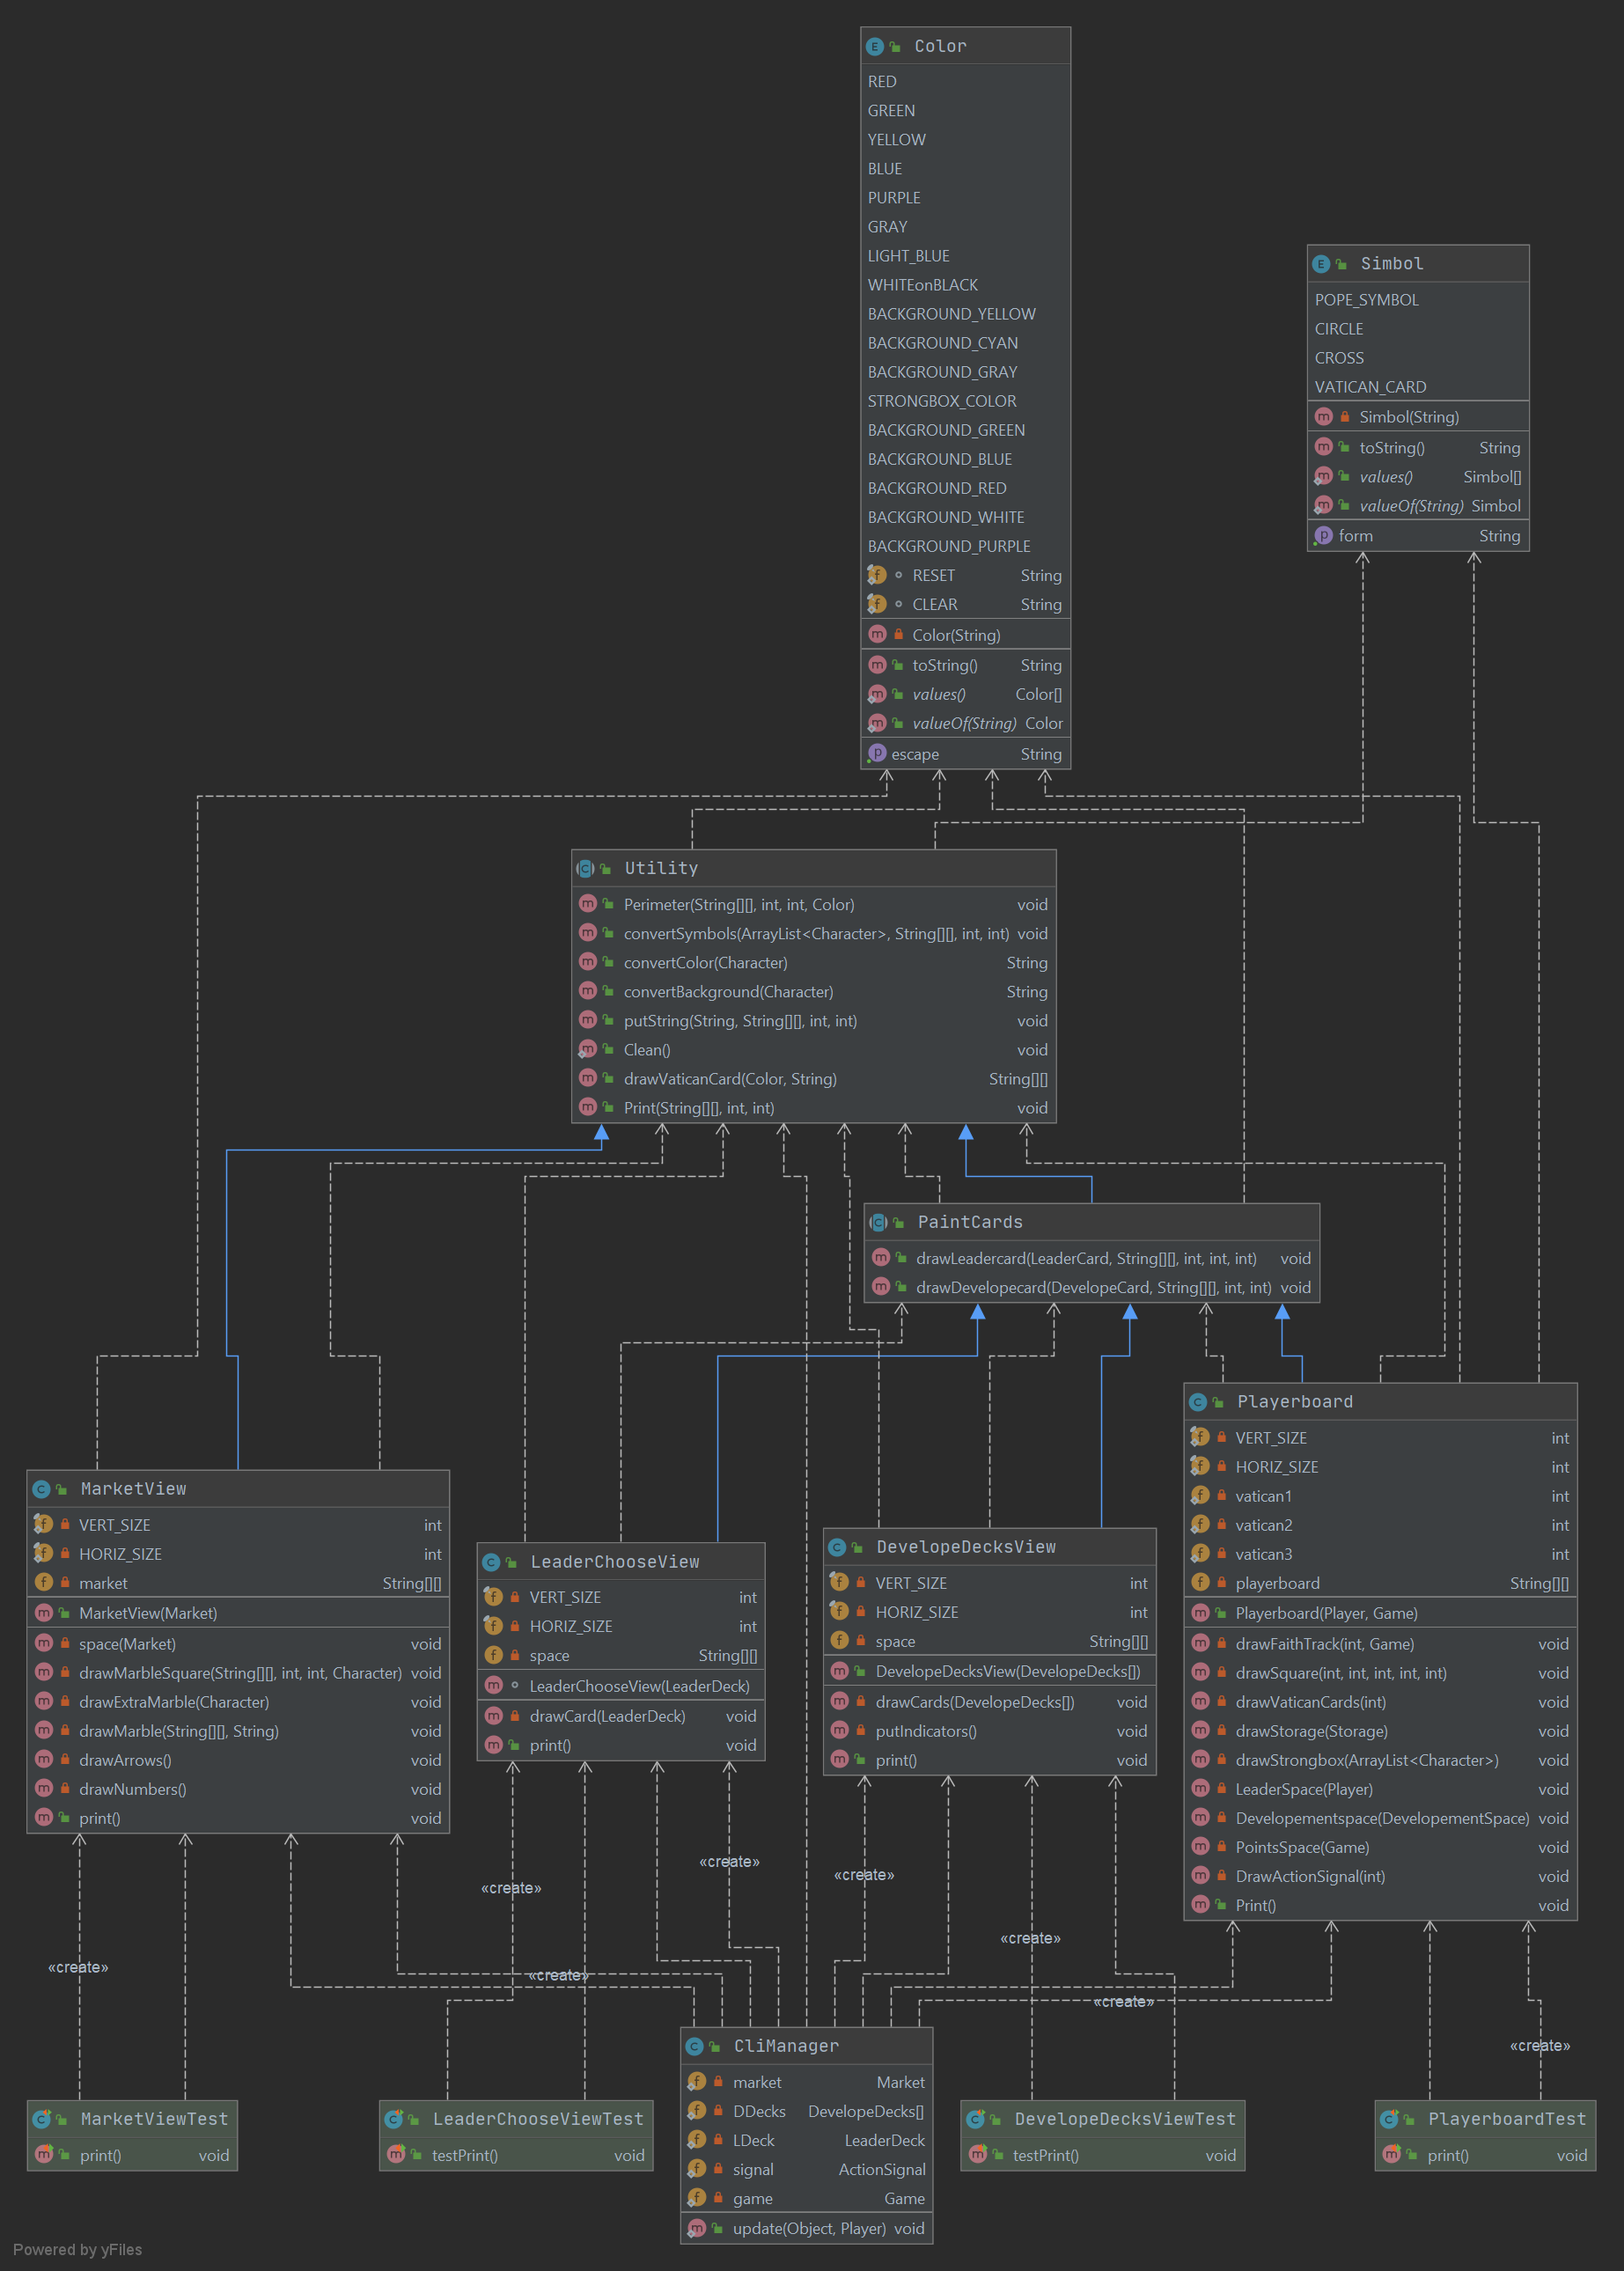 Color
RED
GREEN
YELLOW
BLUE
PURPLE
GRAY
LIGHT_BLUE
WHITEonBLACK
BACKGROUND_YELLOW
BACKGROUND_CYAN
BACKGROUND_GRAY
STRONGBOX_COLOR
BACKGROUND_GREEN
BACKGROUND_BLUE
BACKGROUND_RED
BACKGROUND_WHITE
BACKGROUND_PURPLE
RESET String
CLEAR String
Color(String)
toString() String
values() Color[]
valueOf(String) Color
escape String
Simbol
POPE_SYMBOL
CIRCLE
CROSS
VATICAN_CARD
Simbol(String)
toString() String
values() Simbol[]
valueOf(String) Simbol
form String
Utility
Perimeter(String[][], int, int, Color) void
convertSymbols(ArrayList<Character>, String[][], int, int) void
convertColor(Character) String
convertBackground(Character) String
putString(String, String[][], int, int) void
Clean() void
drawVaticanCard(Color, String) String[][]
Print(String[][], int, int) void
PaintCards
drawLeadercard(LeaderCard, String[][], int, int, int) void
drawDevelopecard(DevelopeCard, String[][], int, int) void
MarketView
VERT_SIZE int
HORIZ_SIZE int
market String[][]
MarketView(Market)
space(Market) void
drawMarbleSquare(String[][], int, int, Character) void
drawExtraMarble(Character) void
drawMarble(String[][], String) void
drawArrows() void
drawNumbers() void
print() void
LeaderChooseView
VERT_SIZE int
HORIZ_SIZE int
space String[][]
LeaderChooseView(LeaderDeck)
drawCard(LeaderDeck) void
print() void
DevelopeDecksView
VERT_SIZE int
HORIZ_SIZE int
space String[][]
DevelopeDecksView(DevelopeDecks[])
drawCards(DevelopeDecks[]) void
putIndicators() void
print() void
Playerboard
VERT_SIZE int
HORIZ_SIZE int
vatican1 int
vatican2 int
vatican3 int
playerboard String[][]
Playerboard(Player, Game)
drawFaithTrack(int, Game) void
drawSquare(int, int, int, int, int) void
drawVaticanCards(int) void
drawStorage(Storage) void
drawStrongbox(ArrayList<Character>) void
LeaderSpace(Player) void
Developementspace(DevelopementSpace) void
PointsSpace(Game) void
DrawActionSignal(int) void
Print() void
«create»
«create»
«create»
«create»
«create»
«create»
«create»
«create»
CliManager
market Market
DDecks DevelopeDecks[]
LDeck LeaderDeck
signal ActionSignal
game Game
update(Object, Player) void
MarketViewTest
print() void
LeaderChooseViewTest
testPrint() void
DevelopeDecksViewTest
testPrint() void
PlayerboardTest
print() void
Powered by yFiles